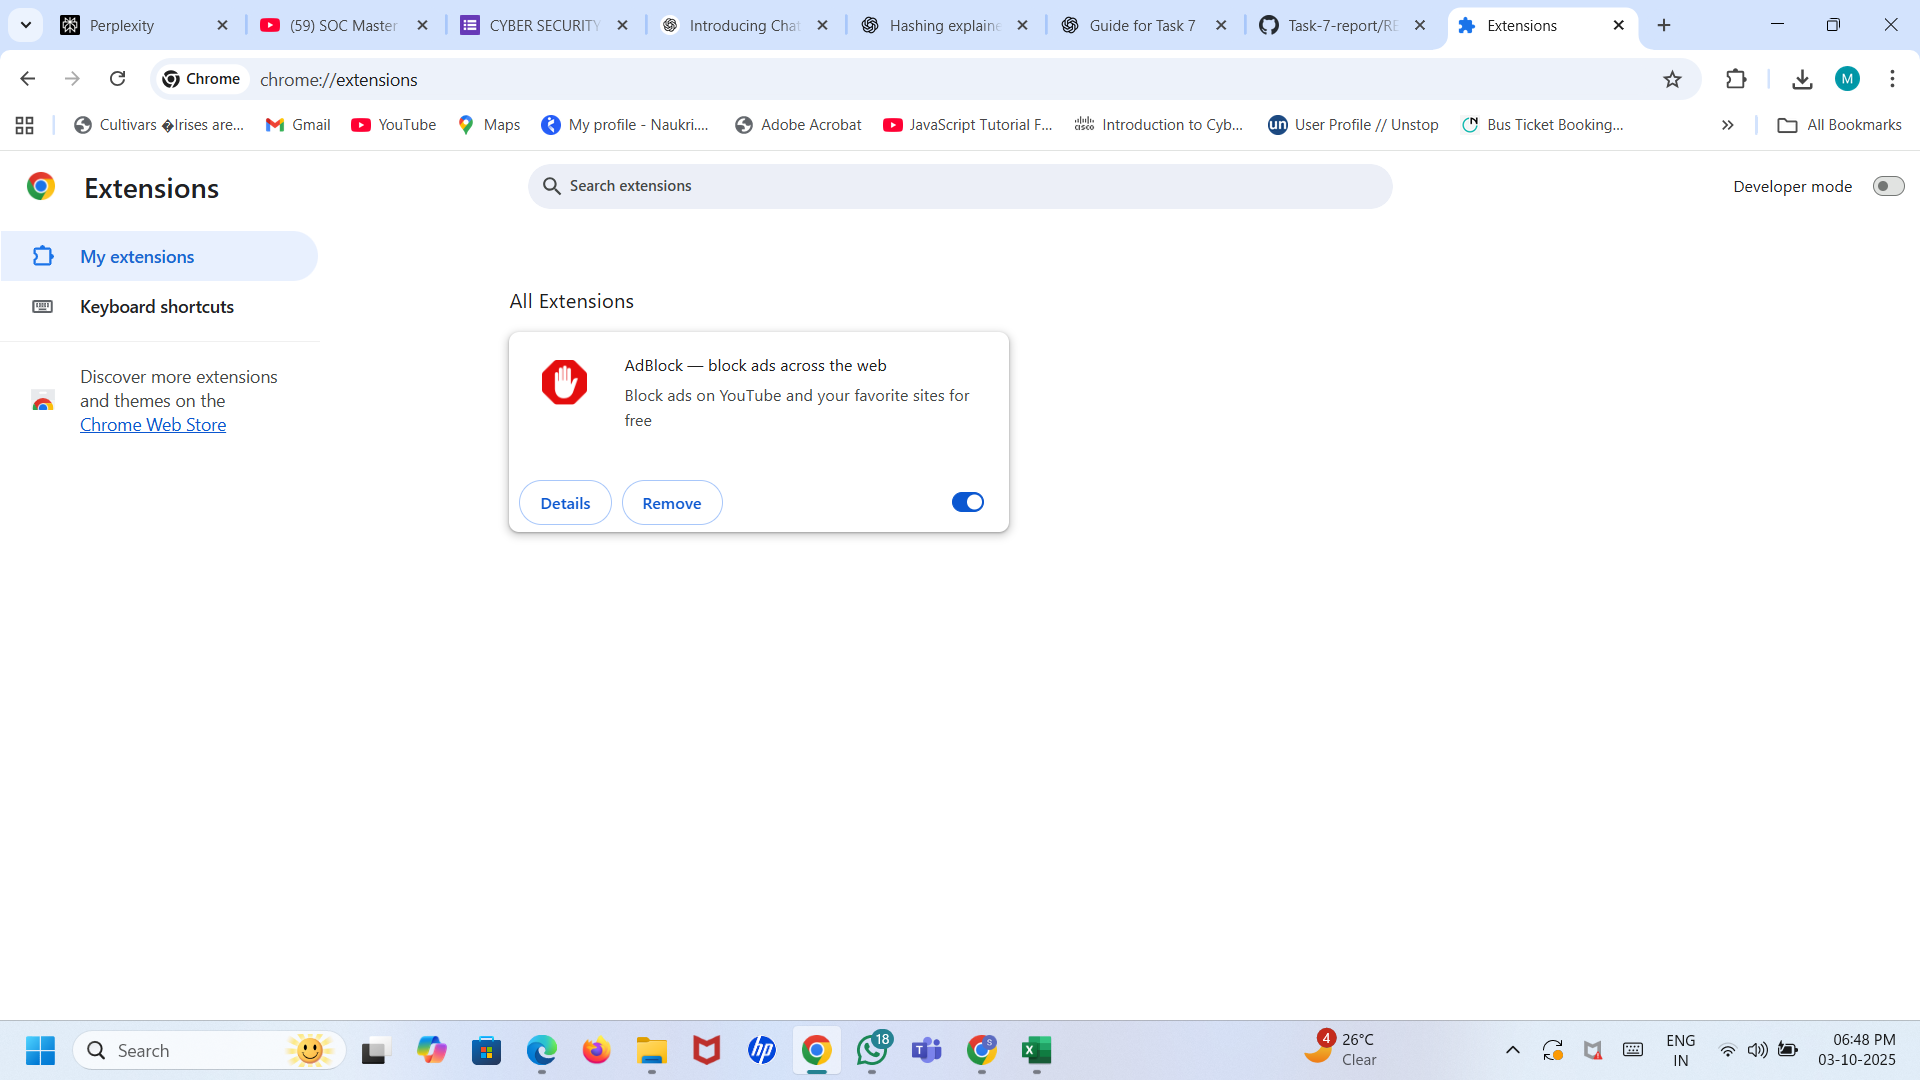 Perplexity
(59) SOC Master
CYBER SECURITY
Introducing Chat
Hashing explaine
Guide for Task 7
Task-7-report/RE
Extensions
Chrome
chrome://extensions
M
Cultivars �Irises are...
Gmail
YouTube
Maps
My profile - Naukri....
Adobe Acrobat
JavaScript Tutorial F...
Introduction to Cyb...
User Profile // Unstop
Bus Ticket Booking...
All Bookmarks
Extensions
Search extensions
Developer mode
My extensions
Keyboard shortcuts
Discover more extensions
and themes on the
Chrome Web Store
All Extensions
AdBlock — block ads across the web
Block ads on YouTube and your favorite sites for
free
Details
Remove
Search
18
4
26°C
Clear
ENG
IN
06:48 PM
03-10-2025